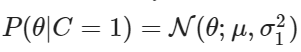 P(θ|C = 1) = 𝒩(θ; μ, σ₁²)